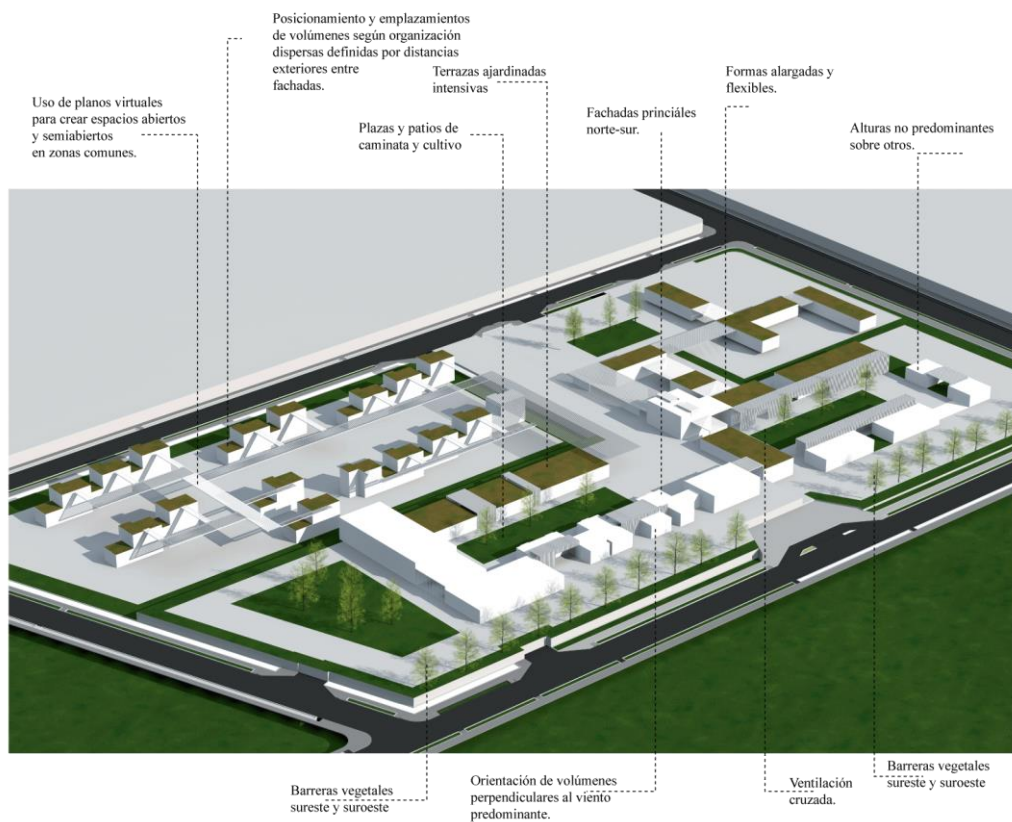 Posicionamiento y emplazamientos
de volúmenes según organización
dispersas definidas por distancias
exteriores entre
fachadas.
Terrazas ajardinadas
intensivas
Formas alargadas y
flexibles.
Uso de planos virtuales
para crear espacios abiertos
y semiabiertos
en zonas comunes.
Plazas y patios de
caminata y cultivo
Fachadas princiáles
norte-sur.
Alturas no predominantes
sobre otros.
Barreras vegetales
sureste y suroeste
Orientación de volúmenes
perpendiculares al viento
predominante.
Ventilación
cruzada.
Barreras vegetales
sureste y suroeste